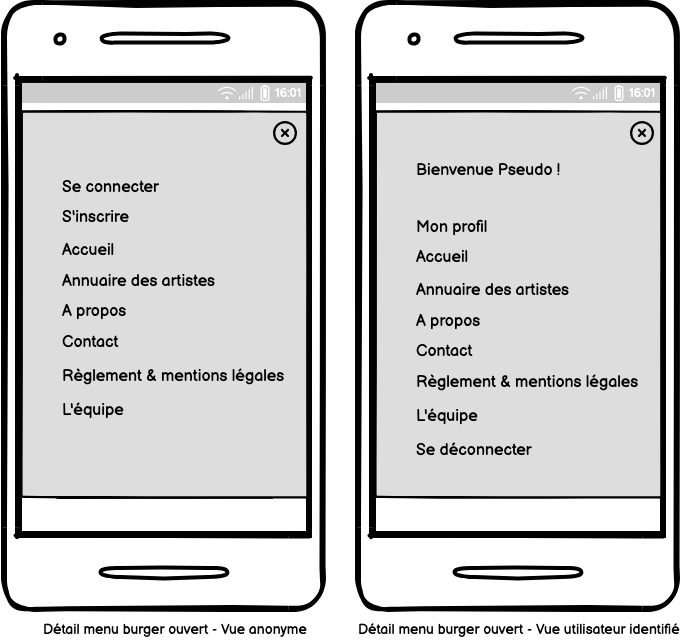 16:01
Se connecter
S'inscrire
Accueil
Annuaire des artistes
A propos
Contact
Règlement & mentions légales
L'équipe
Détail menu burger ouvert - Vue anonyme
16:01
Bienvenue Pseudo !
Mon profil
Accueil
Annuaire des artistes
A propos
Contact
Règlement & mentions légales
L'équipe
Se déconnecter
Détail menu burger ouvert - Vue utilisateur identifié